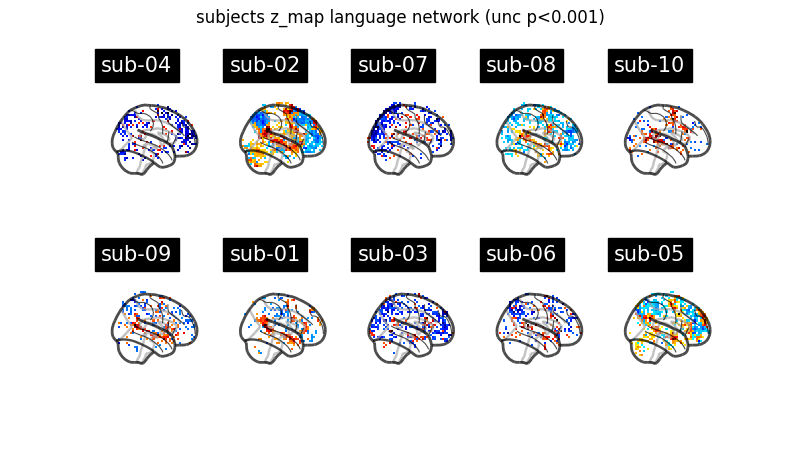 subjects z_map language network (unc p<0.001)
sub-04
sub-02
sub-07
sub-08
sub-10
sub-09
sub-01
sub-03
sub-06
sub-05